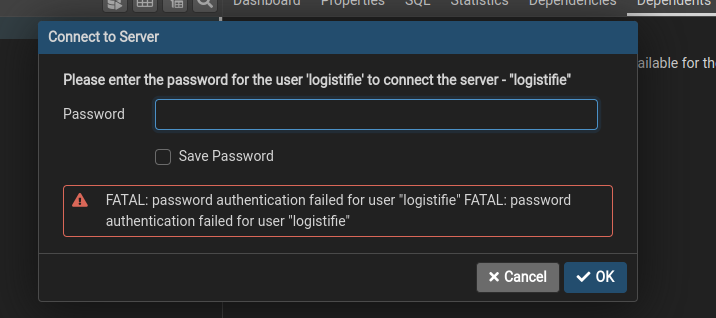 Dashboard Properties SQL Statistics Dependencies Dependents
Connect to Server
Please enter the password for the user 'logistifie' to connect the server - "logistifie"
ailable for th
Password
Save Password
FATAL: password authentication failed for user "logistifie" FATAL: password
authentication failed for user "logistifie"
Cancel OK